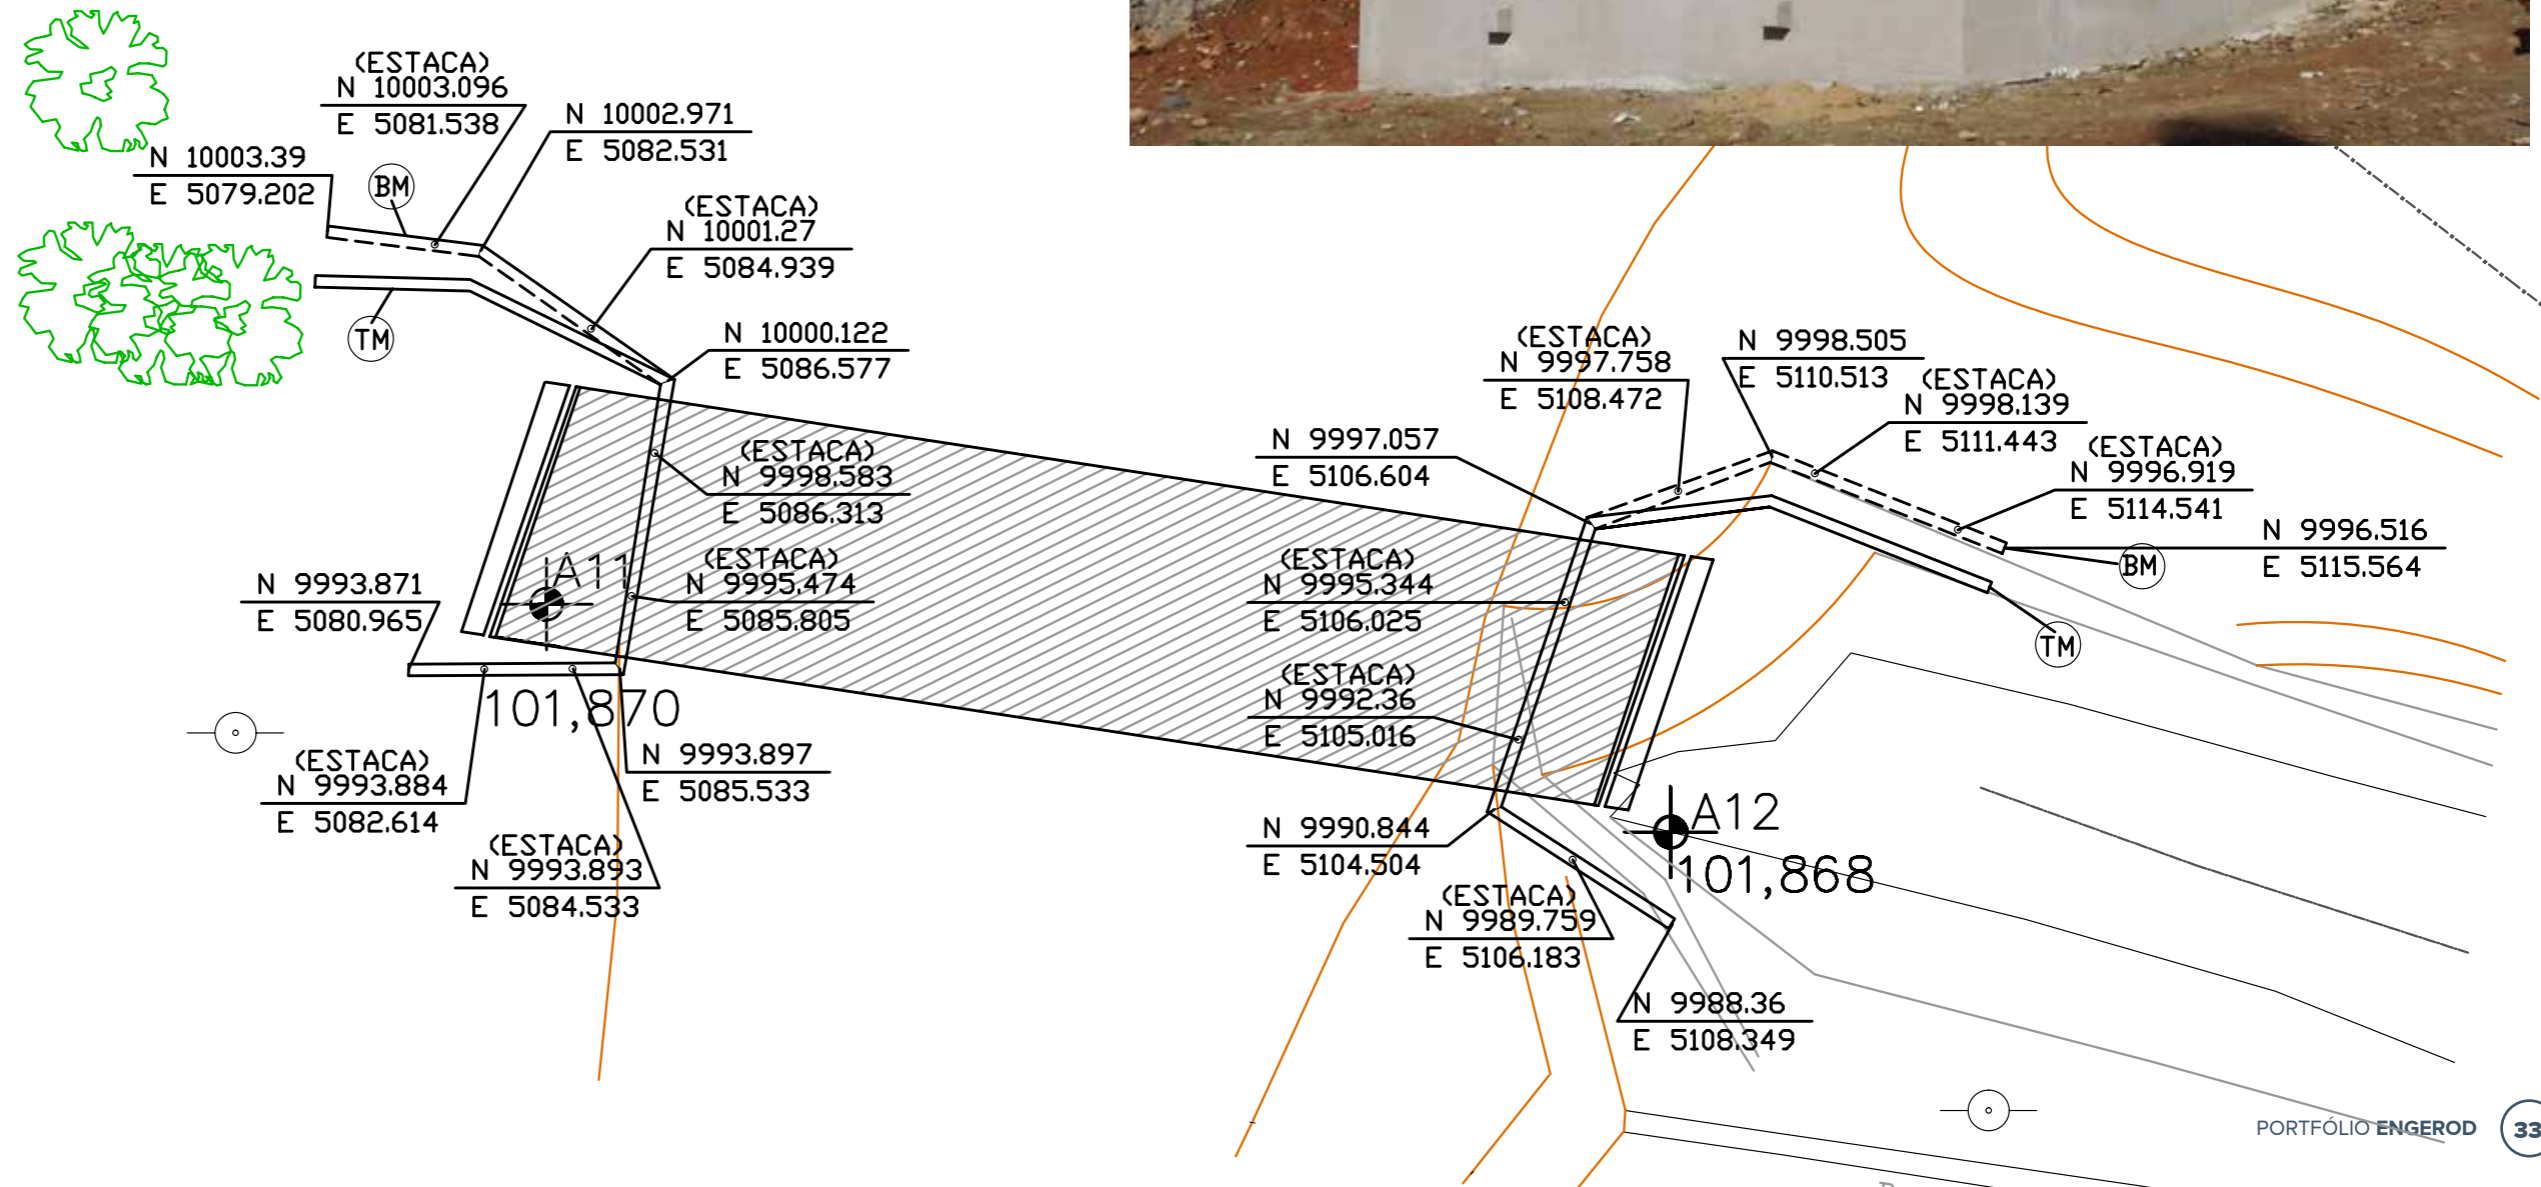 (ESTACA)
N 10003.096
E 5081.538
N 10002.971
E 5082.531
N 10003.39
E 5079.202
BM
(ESTACA)
N 10001.27
E 5084.939
TM
N 10000.122
E 5086.577
(ESTACA)
N 9998.583
E 5086.313
(ESTACA)
N 9995.474
E 5085.805
A11
101,870
N 9993.871
E 5080.965
(ESTACA)
N 9993.884
E 5082.614
(ESTACA)
N 9993.893
E 5084.533
N 9993.897
E 5085.533
(ESTACA)
N 9997.758
E 5108.472
N 9998.505
E 5110.513
(ESTACA)
N 9998.139
E 5111.443
(ESTACA)
N 9996.919
E 5114.541
N 9996.516
E 5115.564
BM
TM
N 9997.057
E 5106.604
(ESTACA)
N 9995.344
E 5106.025
(ESTACA)
N 9992.36
E 5105.016
N 9990.844
E 5104.504
A12
101,868
(ESTACA)
N 9989.759
E 5106.183
N 9988.36
E 5108.349
PORTFÓLIO ENGEROD 33